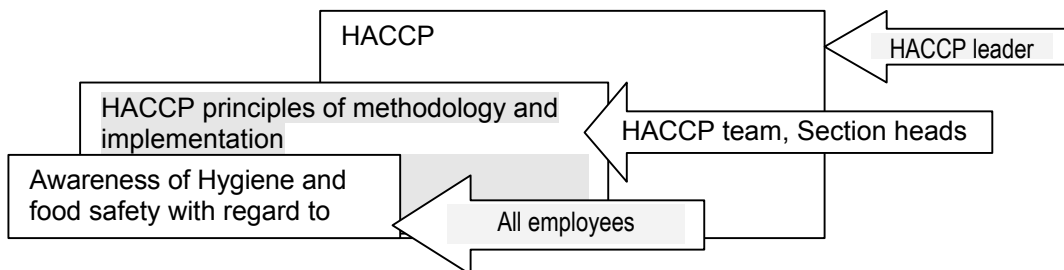 HACCP
HACCP leader
HACCP principles of methodology and
implementation
HACCP team, Section heads
Awareness of Hygiene and
food safety with regard to
All employees